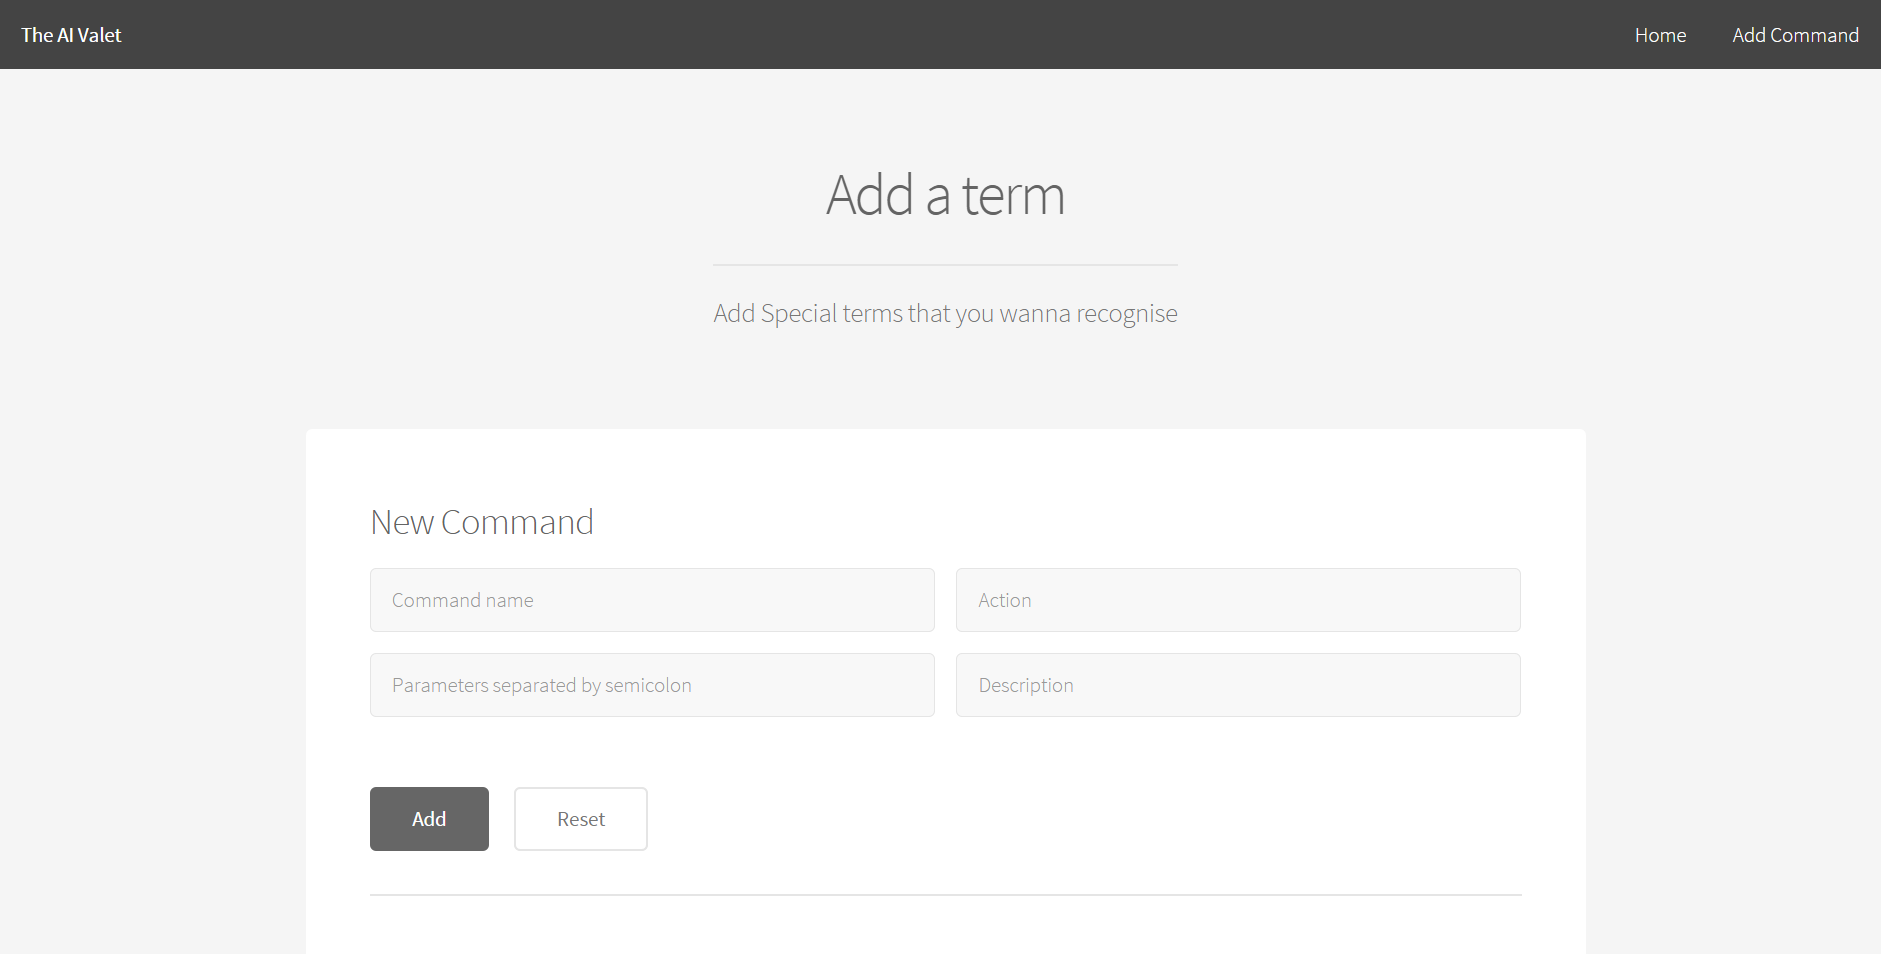 The AI Valet
Home
Add Command
Add a term
Add Special terms that you wanna recognise
New Command
Command name
Action
Parameters separated by semicolon
Description
Add
Reset